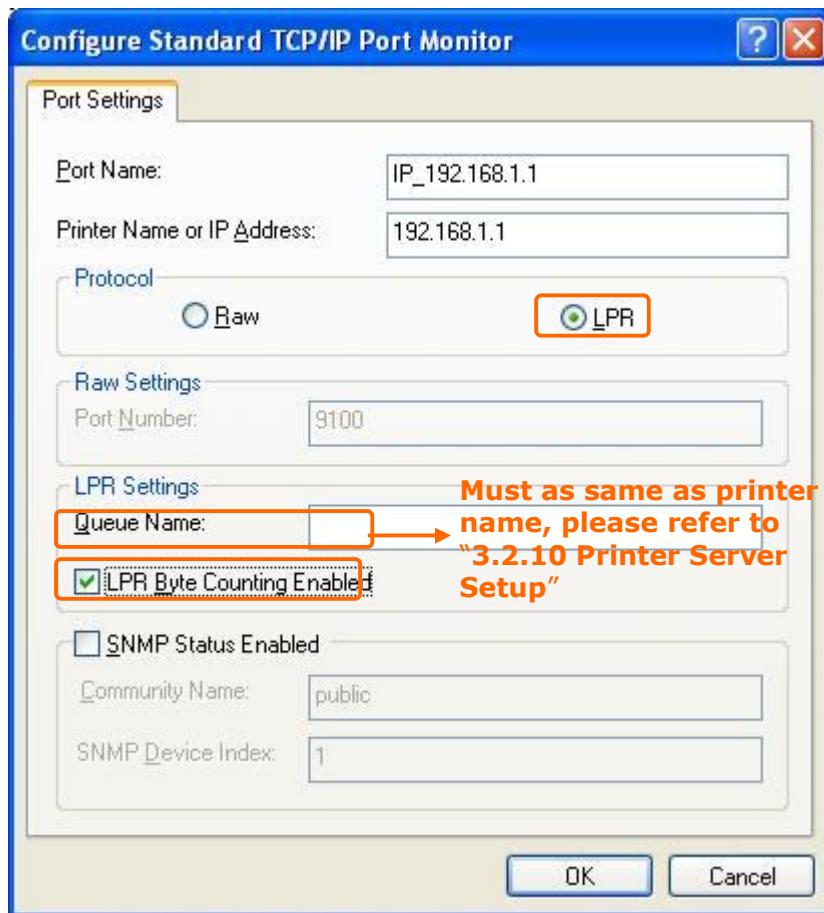 Configure Standard TCP/IP Port Monitor
Port Settings
Port Name:
IP_192.168.1.1
Printer Name or IP Address:
192.168.1.1
Protocol
Raw
LPR
Raw Settings
Port Number:
9100
LPR Settings
Queue Name:
Must as same as printer
name, please refer to
“3.2.10 Printer Server
Setup”
LPR Byte Counting Enabled
SNMP Status Enabled
Community Name:
public
SNMP Device Index:
1
OK
Cancel